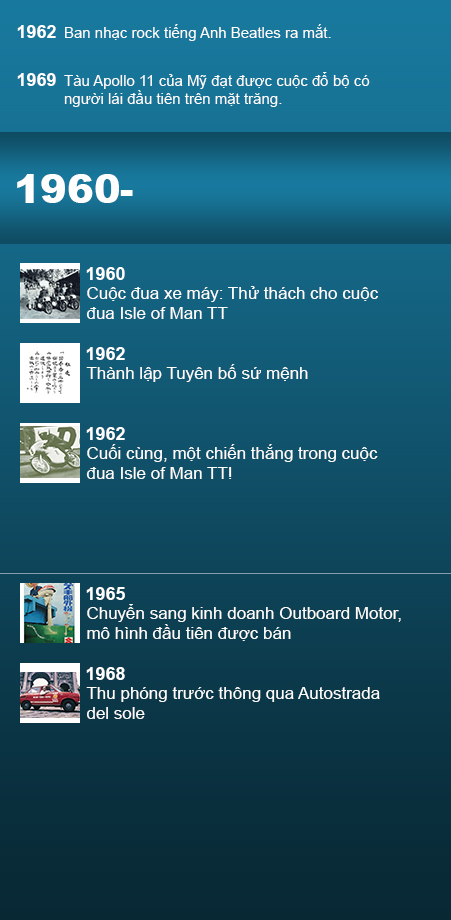 1962 Ban nhạc rock tiếng Anh Beatles ra mắt.
1969 Tàu Apollo 11 của Mỹ đạt được cuộc đỗ bộ có
người lái đầu tiên trên mặt trăng.
1960-
1960
Cuộc đua xe máy: Thử thách cho cuộc
đua Isle of Man TT
1962
Thành lập Tuyên bố sứ mệnh
1962
Cuối cùng, một chiến thắng trong cuộc
đua Isle of Man TT!
1965
Chuyển sang kinh doanh Outboard Motor,
mô hình đầu tiên được bán
1968
Thu phóng trước thông qua Autostrada
del sole